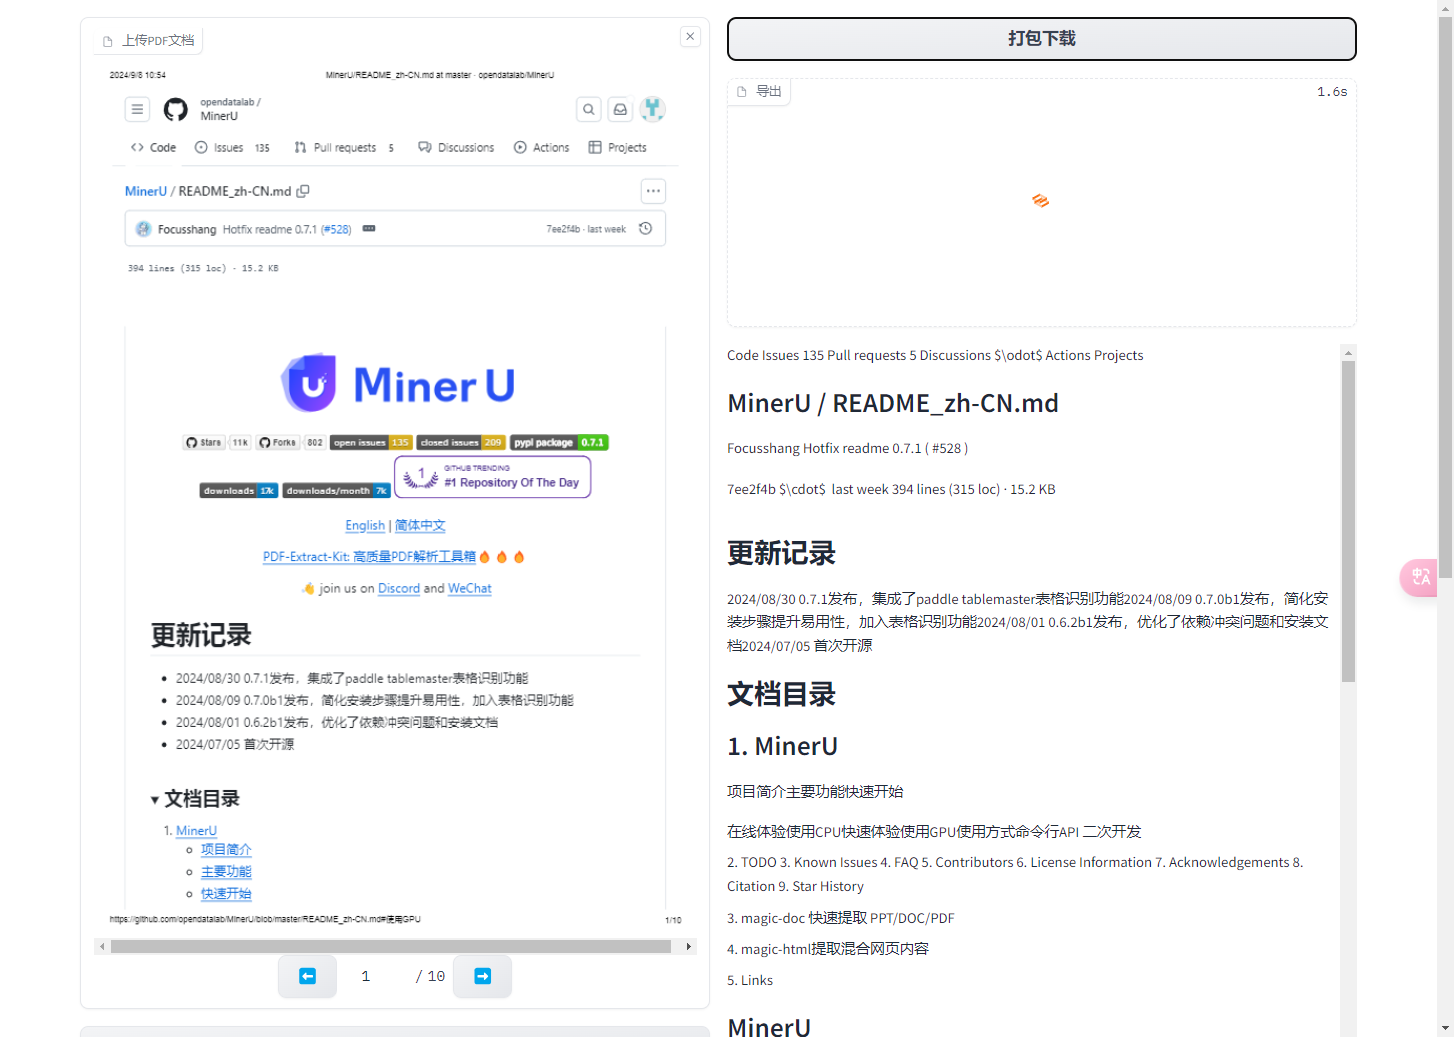 上传PDF文档
2024/9/8 10:54
MinerU/README_zh-CN.md at master · opendatalab/MinerU
opendatalab /
MinerU
Code Issues 135 Pull requests 5 Discussions Actions Projects
MinerU / README_zh-CN.md
Focusshang Hotfix readme 0.7.1 (#528)
7ee2f4b · last week
394 lines (315 loc) · 15.2 KB
MinerU
Stars 11k Forks 802 open issues 135 closed issues 209 pypi package 0.7.1
downloads 17k downloads/month 7k
1 GITHUB TRENDING
#1 Repository Of The Day
English | 简体中文
PDF-Extract-Kit: 高质量PDF解析工具箱🔥 🔥 🔥
👋 join us on Discord and WeChat
更新记录
• 2024/08/30 0.7.1发布，集成了paddle tablemaster表格识别功能
• 2024/08/09 0.7.0b1发布，简化安装步骤提升易用性，加入表格识别功能
• 2024/08/01 0.6.2b1发布，优化了依赖冲突问题和安装文档
• 2024/07/05 首次开源
▾ 文档目录
1. MinerU
项目简介
主要功能
快速开始
https://github.com/opendatalab/MinerU/blob/master/README_zh-CN.md#使用GPU
1/10
1 / 10
打包下载
导出
1.6s
Code Issues 135 Pull requests 5 Discussions $\odot$ Actions Projects
MinerU / README_zh-CN.md
Focusshang Hotfix readme 0.7.1 ( #528 )
7ee2f4b $\cdot$ last week 394 lines (315 loc) · 15.2 KB
更新记录
2024/08/30 0.7.1发布，集成了paddle tablemaster表格识别功能2024/08/09 0.7.0b1发布，简化安
装步骤提升易用性，加入表格识别功能2024/08/01 0.6.2b1发布，优化了依赖冲突问题和安装文
档2024/07/05 首次开源
文档目录
1. MinerU
项目简介主要功能快速开始
在线体验使用CPU快速体验使用GPU使用方式命令行API 二次开发
2. TODO 3. Known Issues 4. FAQ 5. Contributors 6. License Information 7. Acknowledgements 8.
Citation 9. Star History
3. magic-doc 快速提取 PPT/DOC/PDF
4. magic-html提取混合网页内容
5. Links
MinerU